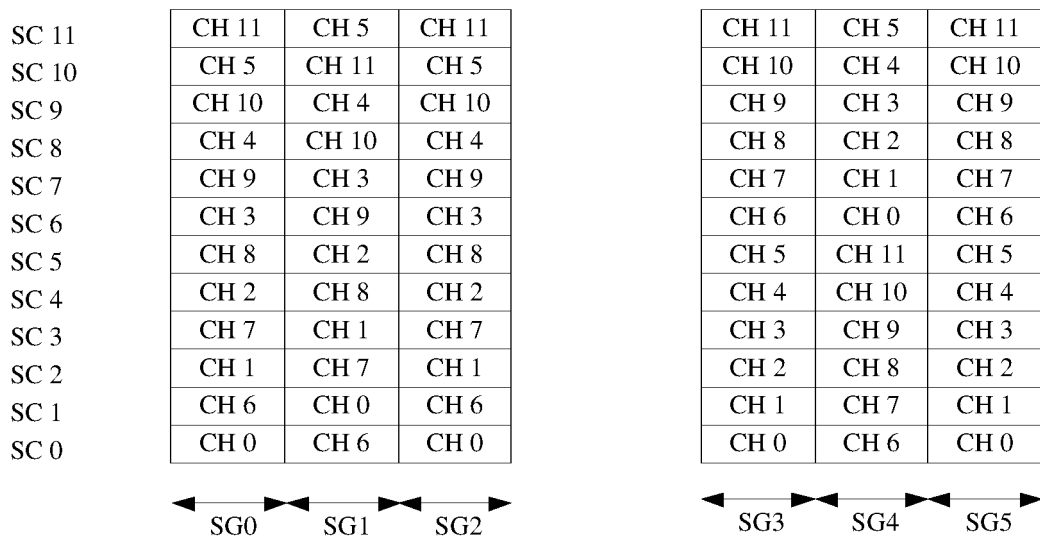 SC 11 CH 11 CH 5 CH 11 CH 11 CH 5 CH 11
SC 10 CH 5 CH 11 CH 5 CH 10 CH 4 CH 10
SC 9 CH 10 CH 4 CH 10 CH 9 CH 3 CH 9
SC 8 CH 4 CH 10 CH 4 CH 8 CH 2 CH 8
SC 7 CH 9 CH 3 CH 9 CH 7 CH 1 CH 7
SC 6 CH 3 CH 9 CH 3 CH 6 CH 0 CH 6
SC 5 CH 8 CH 2 CH 8 CH 5 CH 11 CH 5
SC 4 CH 2 CH 8 CH 2 CH 4 CH 10 CH 4
SC 3 CH 7 CH 1 CH 7 CH 3 CH 9 CH 3
SC 2 CH 1 CH 7 CH 1 CH 2 CH 8 CH 2
SC 1 CH 6 CH 0 CH 6 CH 1 CH 7 CH 1
SC 0 CH 0 CH 6 CH 0 CH 0 CH 6 CH 0
SG0 SG1 SG2 SG3 SG4 SG5